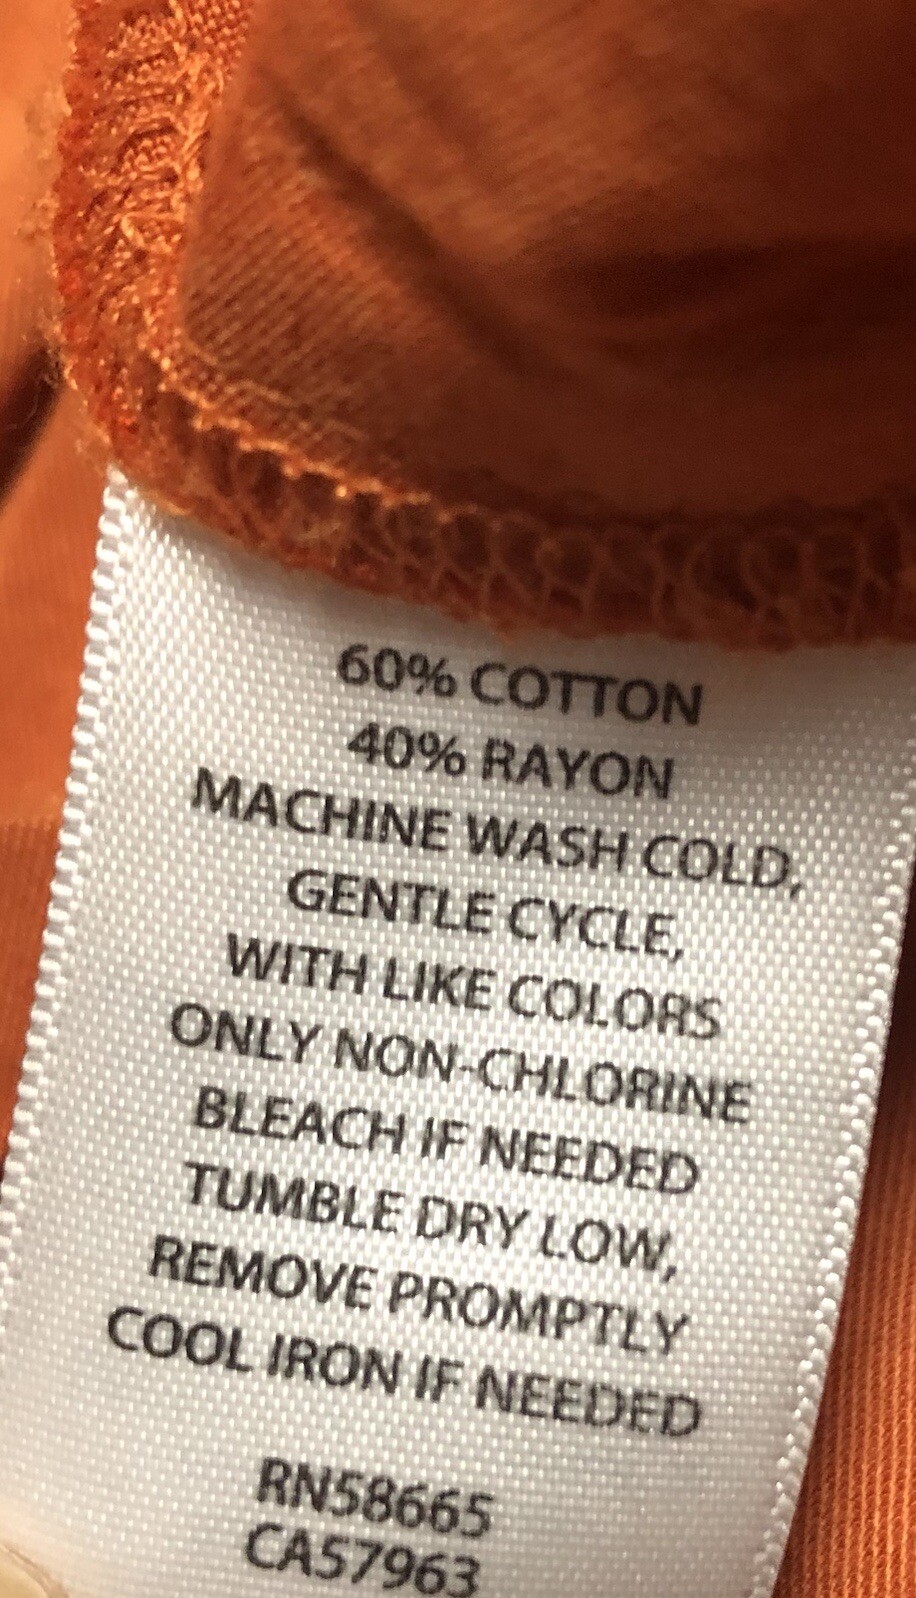 60% COTTON
40% RAYON
MACHINE WASH COLD,
GENTLE CYCLE,
WITH LIKE COLORS
ONLY NON-CHLORINE
BLEACH IF NEEDED
TUMBLE DRY LOW,
REMOVE PROMPTLY
COOL IRON IF NEEDED
RN58665
CA57963